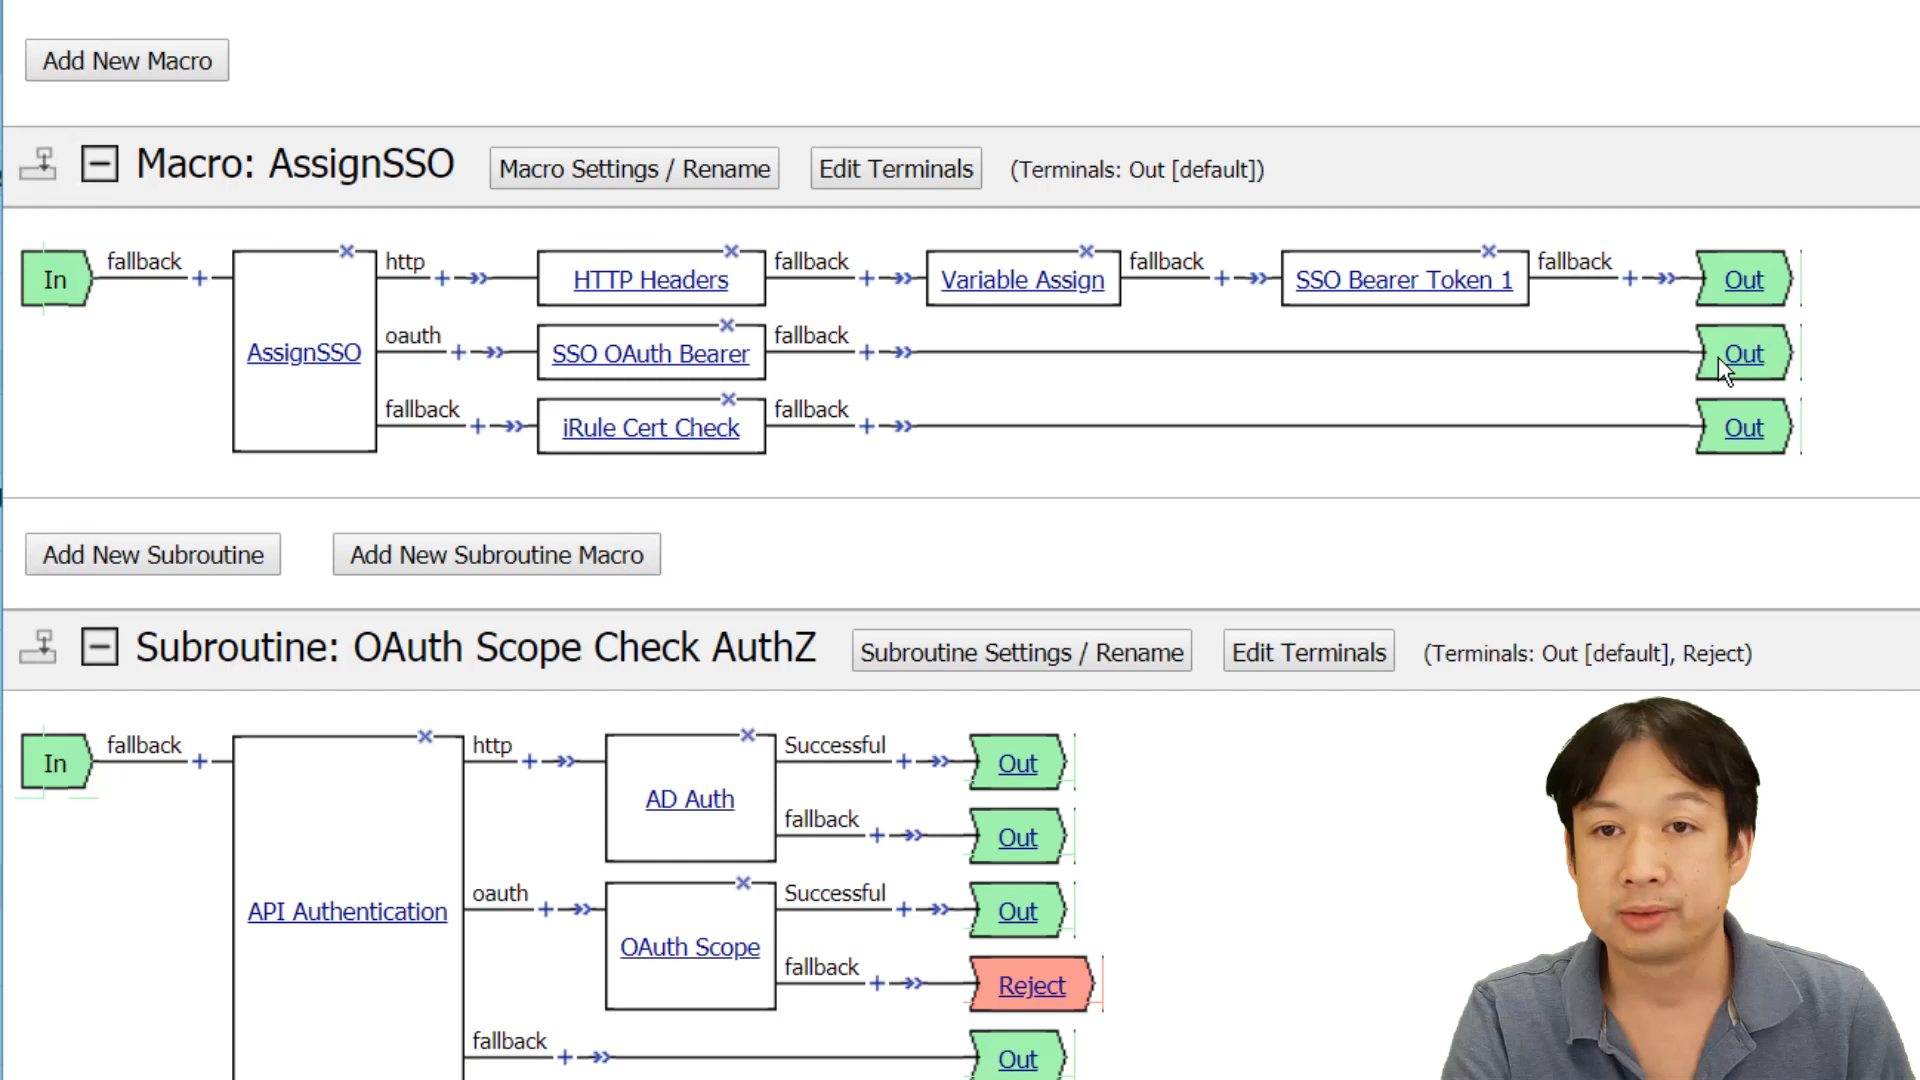 Add New Macro
Macro: AssignSSO Macro Settings / Rename Edit Terminals (Terminals: Out [default])
In fallback + AssignSSO http + HTTP Headers fallback + Variable Assign fallback + SSO Bearer Token 1 fallback + Out
oauth + SSO OAuth Bearer fallback + Out
fallback + iRule Cert Check fallback + Out
Add New Subroutine Add New Subroutine Macro
Subroutine: OAuth Scope Check AuthZ Subroutine Settings / Rename Edit Terminals (Terminals: Out [default], Reject)
In fallback + API Authentication http + AD Auth Successful + Out
fallback + Out
oauth + OAuth Scope Successful + Out
fallback + Reject
fallback + Out